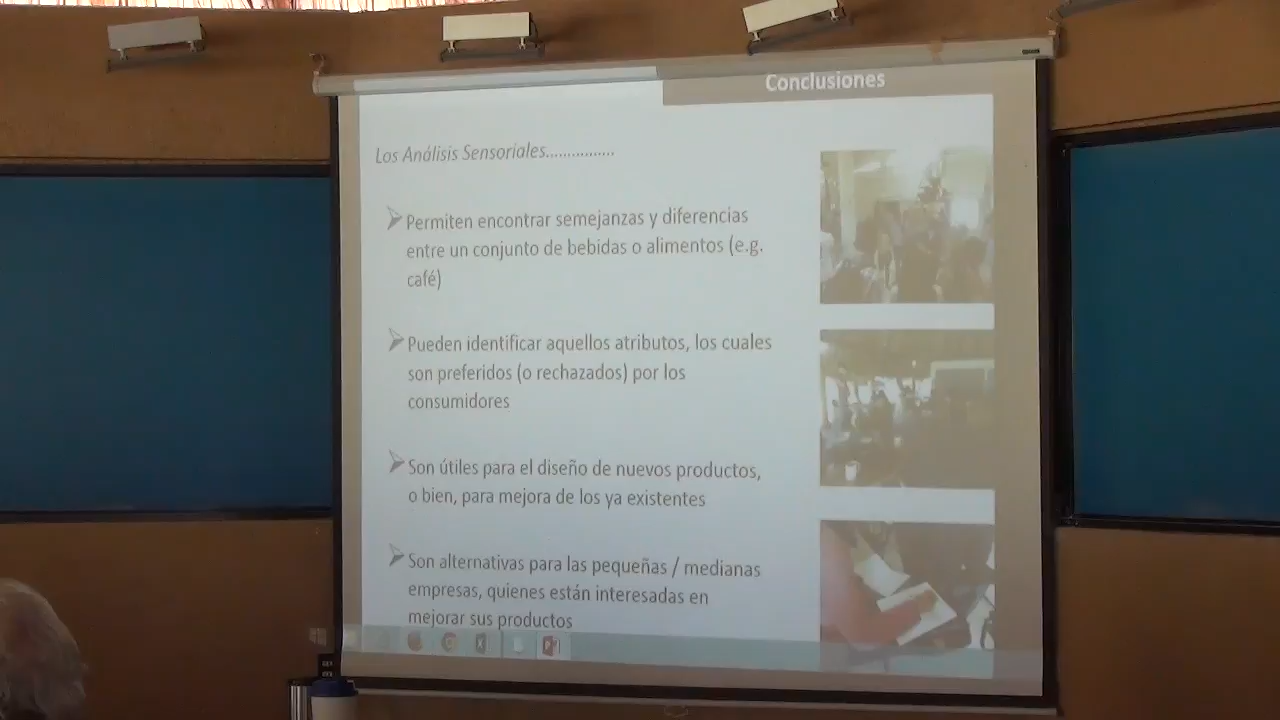 Conclusiones
Los Análisis Sensoriales................
Permiten encontrar semejanzas y diferencias
entre un conjunto de bebidas o alimentos (e.g.
café)
Pueden identificar aquellos atributos, los cuales
son preferidos (o rechazados) por los
consumidores
Son útiles para el diseño de nuevos productos,
o bien, para mejora de los ya existentes
Son alternativas para las pequeñas / medianas
empresas, quienes están interesadas en
mejorar sus productos